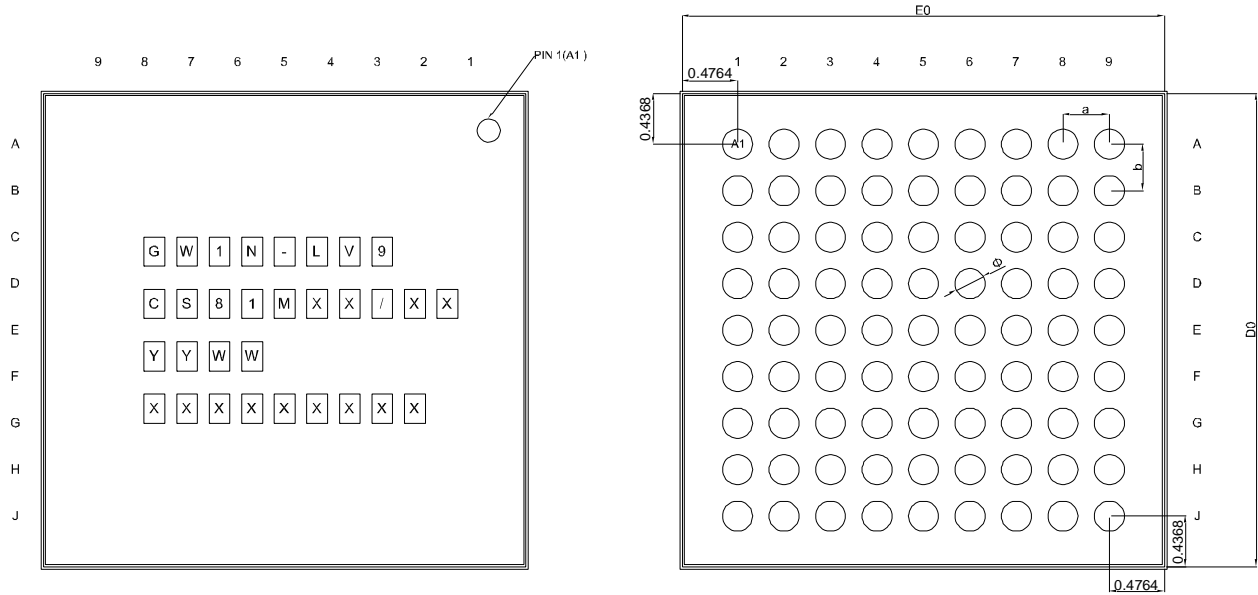 E0
9 8 7 6 5 4 3 2 1
PIN 1(A1 )
1 2 3 4 5 6 7 8 9
0.4764
0.4368
a
A
A1
A
b
B
B
C
G W 1 N - L V 9
C
D
Φ
D
C S 8 1 M X X / X X
E
E
D0
Y Y W W
F
F
X X X X X X X X X
G
G
H
H
J
J
0.4368
0.4764